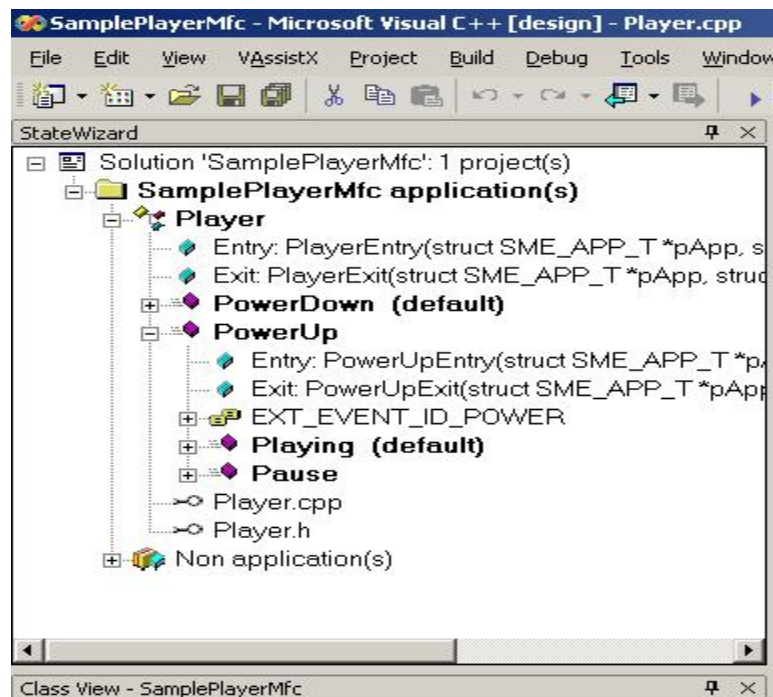 SamplePlayerMfc - Microsoft Visual C++ [design] - Player.cpp
File Edit View VAssistX Project Build Debug Tools Window
StateWizard
Solution 'SamplePlayerMfc': 1 project(s)
SamplePlayerMfc application(s)
Player
Entry: PlayerEntry(struct SME_APP_T *pApp, s
Exit: PlayerExit(struct SME_APP_T *pApp, struc
PowerDown (default)
PowerUp
Entry: PowerUpEntry(struct SME_APP_T *p
Exit: PowerUpExit(struct SME_APP_T *pApp
EXT_EVENT_ID_POWER
Playing (default)
Pause
Player.cpp
Player.h
Non application(s)
Class View - SamplePlayerMfc